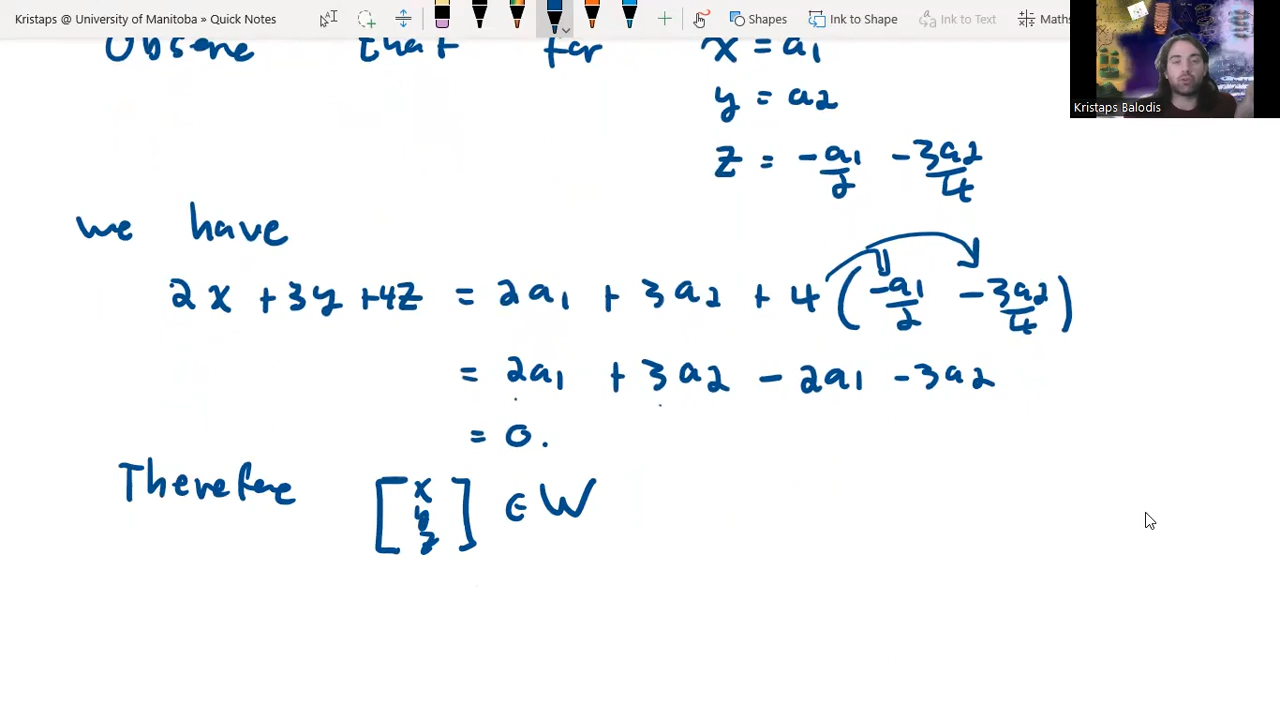 Kristaps @ University of Manitoba » Quick Notes
Shapes
Ink to Shape
Ink to Text
Maths
Kristaps Balodis
Observe that for x = a1
y = a2
z = -a1/2 - 3a2/4
we have
2x + 3y + 4z = 2a1 + 3a2 + 4(-a1/2 - 3a2/4)
= 2a1 + 3a2 - 2a1 - 3a2
= 0.
Therefore [x y z] ∈ W